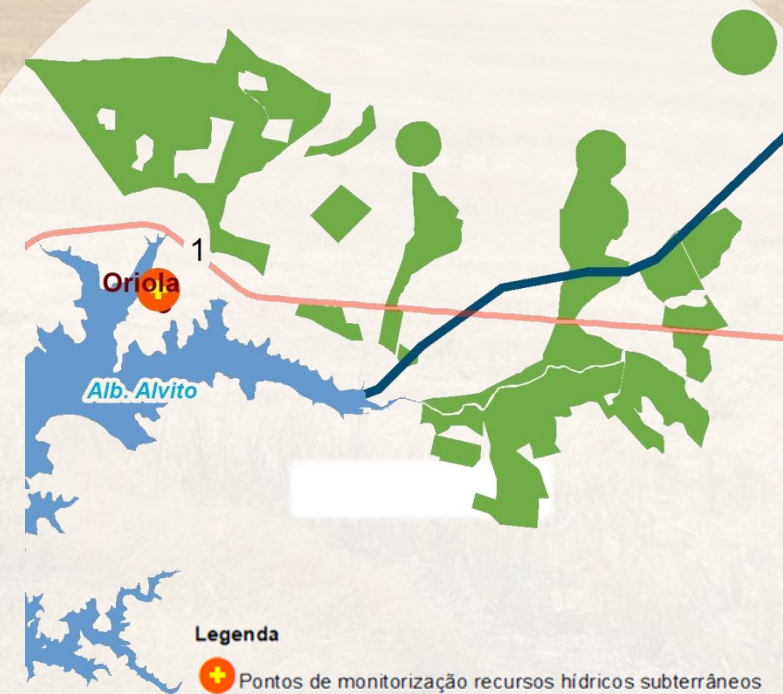 1
Oriola
Alb. Alvito
Legenda
Pontos de monitorização recursos hídricos subterrâneos